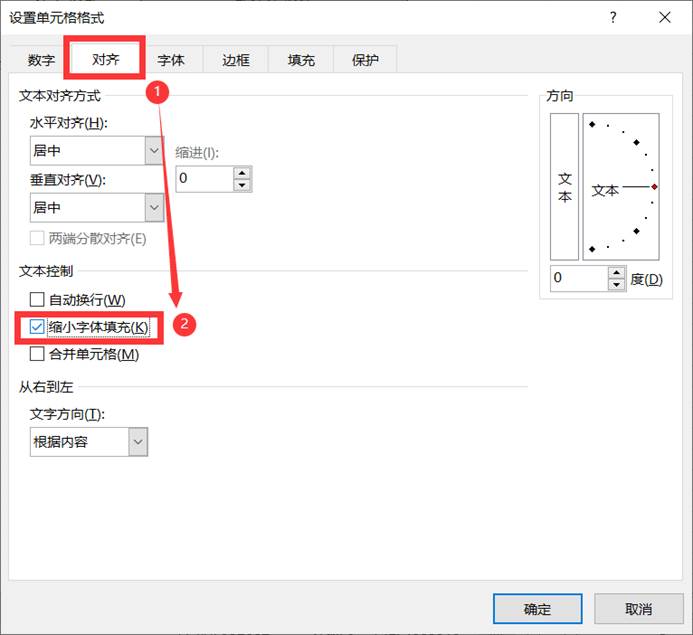 设置单元格格式
?
数字 对齐 字体 边框 填充 保护
1
文本对齐方式
水平对齐(H):
居中
缩进(I):
0
垂直对齐(V):
居中
两端分散对齐(E)
文本控制
自动换行(W)
缩小字体填充(K)
2
合并单元格(M)
从右到左
文字方向(T):
根据内容
方向
文本
文本
0 度(D)
确定 取消